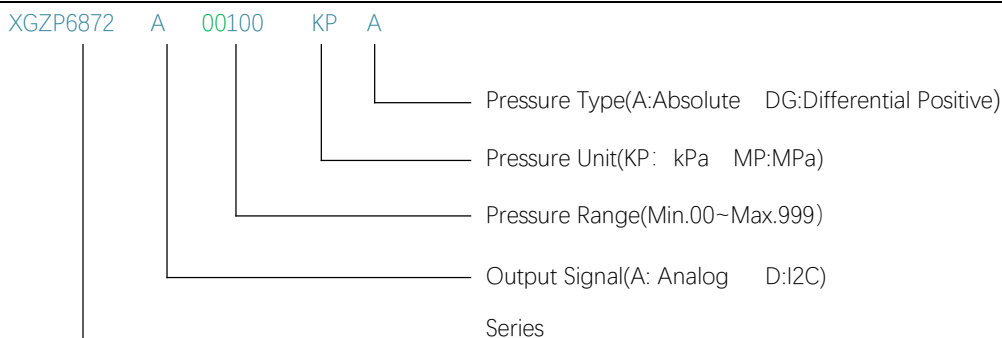 XGZP6872 A 00100 KP A
Pressure Type(A:Absolute DG:Differential Positive)
Pressure Unit(KP: kPa MP:MPa)
Pressure Range(Min.00~Max.999)
Output Signal(A: Analog D:I2C)
Series